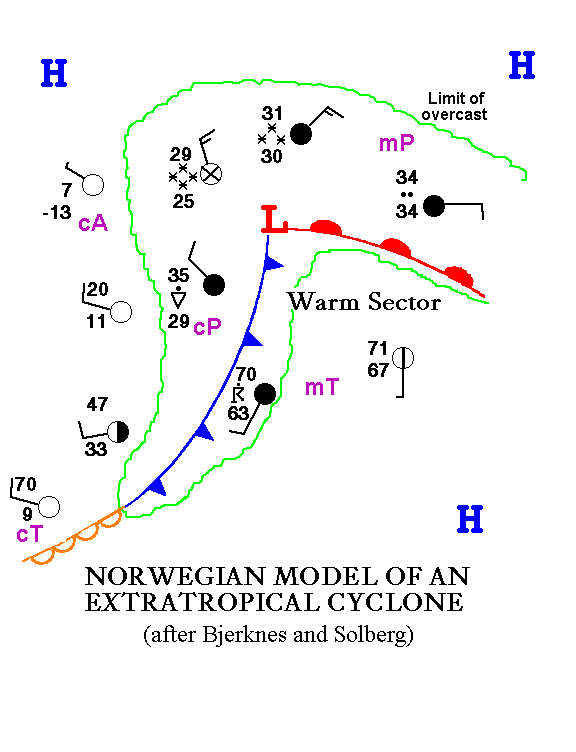 H
H
Limit of
overcast
31
30
mP
29
25
34
34
7
-13
cA
L
35
29
cP
Warm Sector
20
11
71
67
70
R
63
mT
47
33
70
9
cT
H
NORWEGIAN MODEL OF AN
EXTRATROPICAL CYCLONE
(after Bjerknes and Solberg)